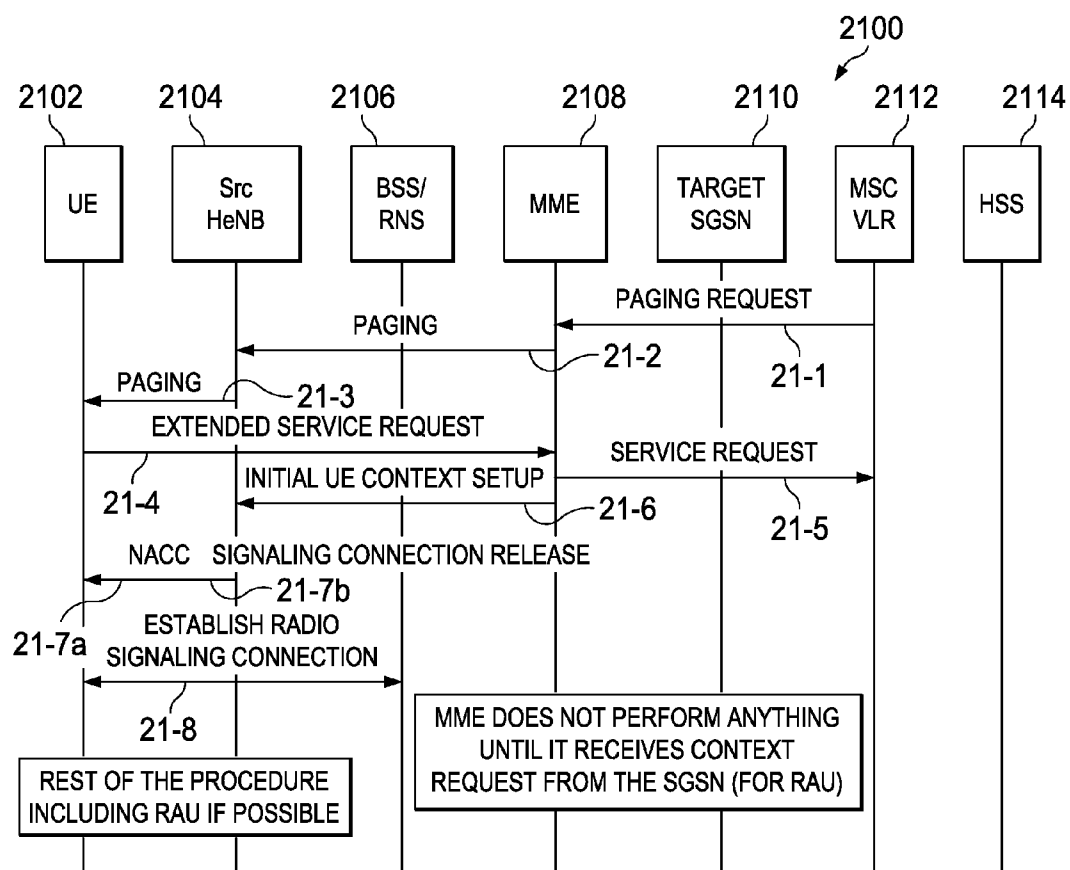 2100
2102
2104
2106
2108
2110
2112
2114
UE
Src
HeNB
BSS/
RNS
MME
TARGET
SGSN
MSC
VLR
HSS
PAGING REQUEST
21-1
PAGING
21-2
PAGING
21-3
EXTENDED SERVICE REQUEST
21-4
SERVICE REQUEST
21-5
INITIAL UE CONTEXT SETUP
21-6
NACC SIGNALING CONNECTION RELEASE
21-7b
21-7a
ESTABLISH RADIO
SIGNALING CONNECTION
21-8
MME DOES NOT PERFORM ANYTHING
UNTIL IT RECEIVES CONTEXT
REQUEST FROM THE SGSN (FOR RAU)
REST OF THE PROCEDURE
INCLUDING RAU IF POSSIBLE